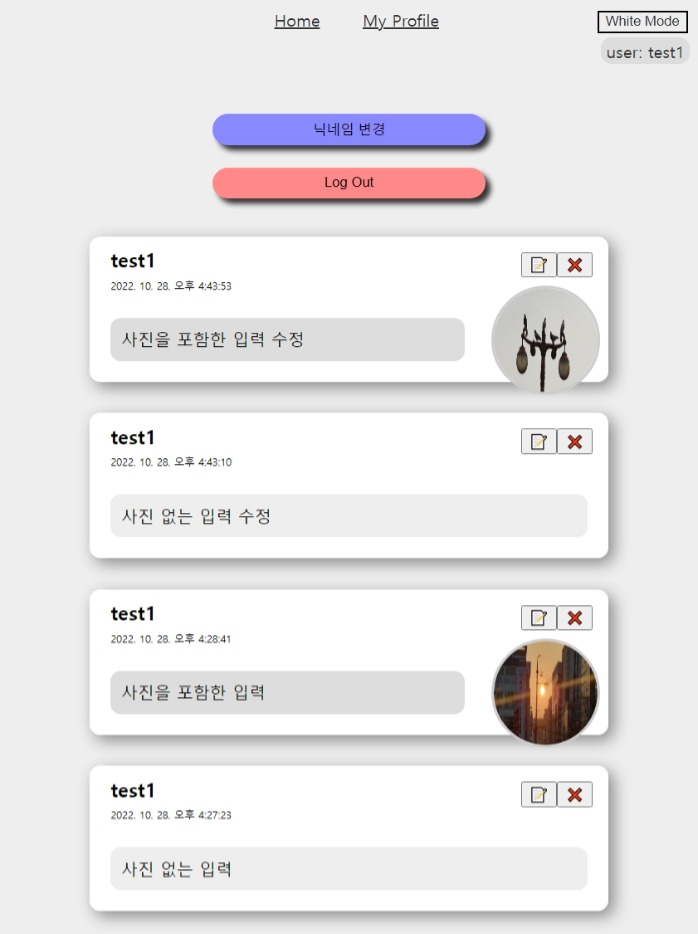 Home My Profile White Mode
user: test1
닉네임 변경
Log Out
test1
2022. 10. 28. 오후 4:43:53
사진을 포함한 입력 수정
test1
2022. 10. 28. 오후 4:43:10
사진 없는 입력 수정
test1
2022. 10. 28. 오후 4:28:41
사진을 포함한 입력
test1
2022. 10. 28. 오후 4:27:23
사진 없는 입력